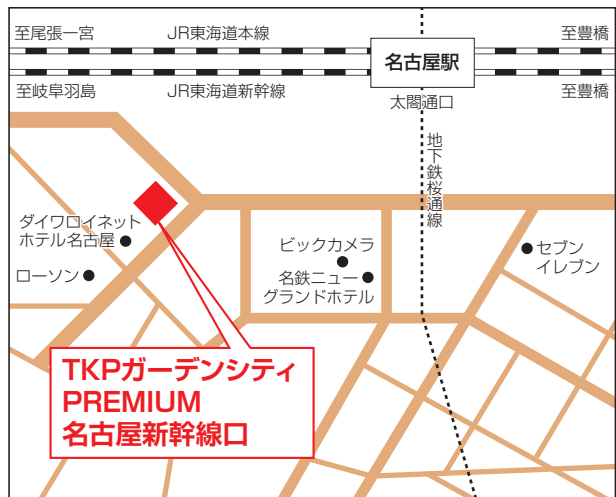 至尾張一宮
JR東海道本線
至豊橋
名古屋駅
至岐阜羽島
JR東海道新幹線
至豊橋
太閤通口
地下鉄桜通線
ダイワロイネット
ホテル名古屋
ローソン
ビックカメラ
名鉄ニュー
グランドホテル
セブン
イレブン
TKPガーデンシティ
PREMIUM
名古屋新幹線口